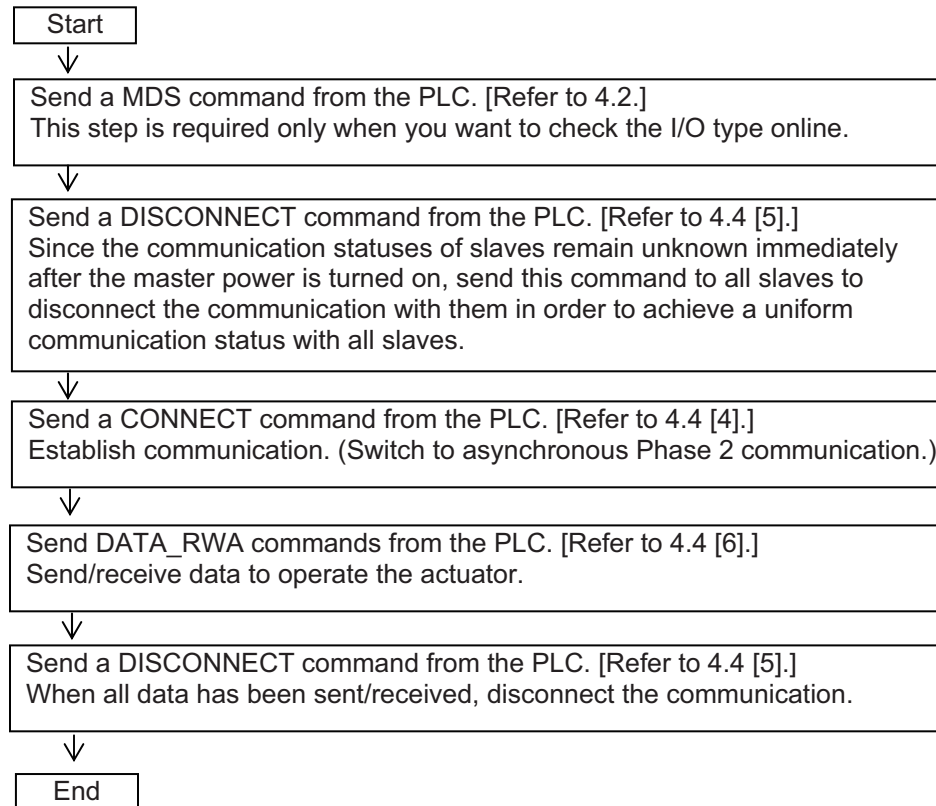 Start
Send a MDS command from the PLC. [Refer to 4.2.]
This step is required only when you want to check the I/O type online.
Send a DISCONNECT command from the PLC. [Refer to 4.4 [5].]
Since the communication statuses of slaves remain unknown immediately
after the master power is turned on, send this command to all slaves to
disconnect the communication with them in order to achieve a uniform
communication status with all slaves.
Send a CONNECT command from the PLC. [Refer to 4.4 [4].]
Establish communication. (Switch to asynchronous Phase 2 communication.)
Send DATA_RWA commands from the PLC. [Refer to 4.4 [6].]
Send/receive data to operate the actuator.
Send a DISCONNECT command from the PLC. [Refer to 4.4 [5].]
When all data has been sent/received, disconnect the communication.
End